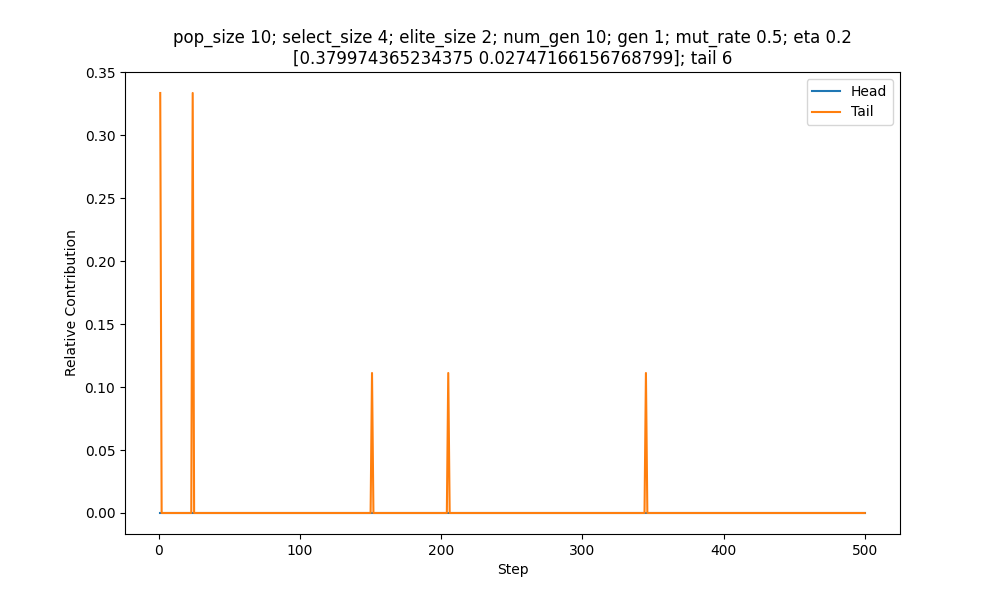 pop_size 10; select_size 4; elite_size 2; num_gen 10; gen 1; mut_rate 0.5; eta 0.2
[0.379974365234375 0.02747166156768799]; tail 6
Head
Tail
0.35
0.30
0.25
0.20
0.15
0.10
0.05
0.00
Relative Contribution
0 100 200 300 400 500
Step